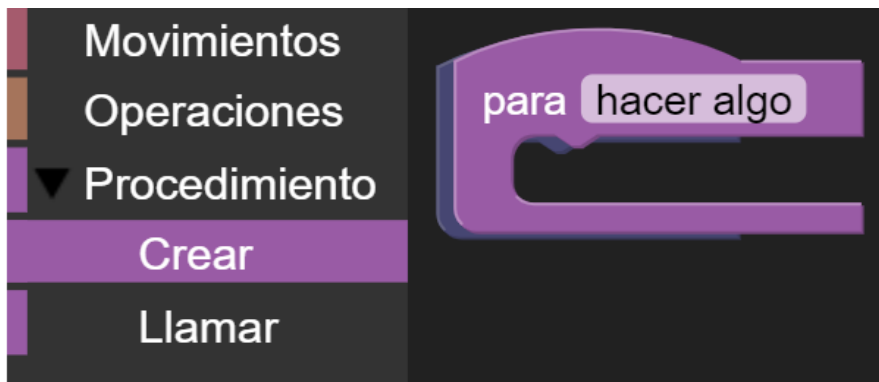 Movimientos
Operaciones
Procedimiento
Crear
Llamar
para hacer algo